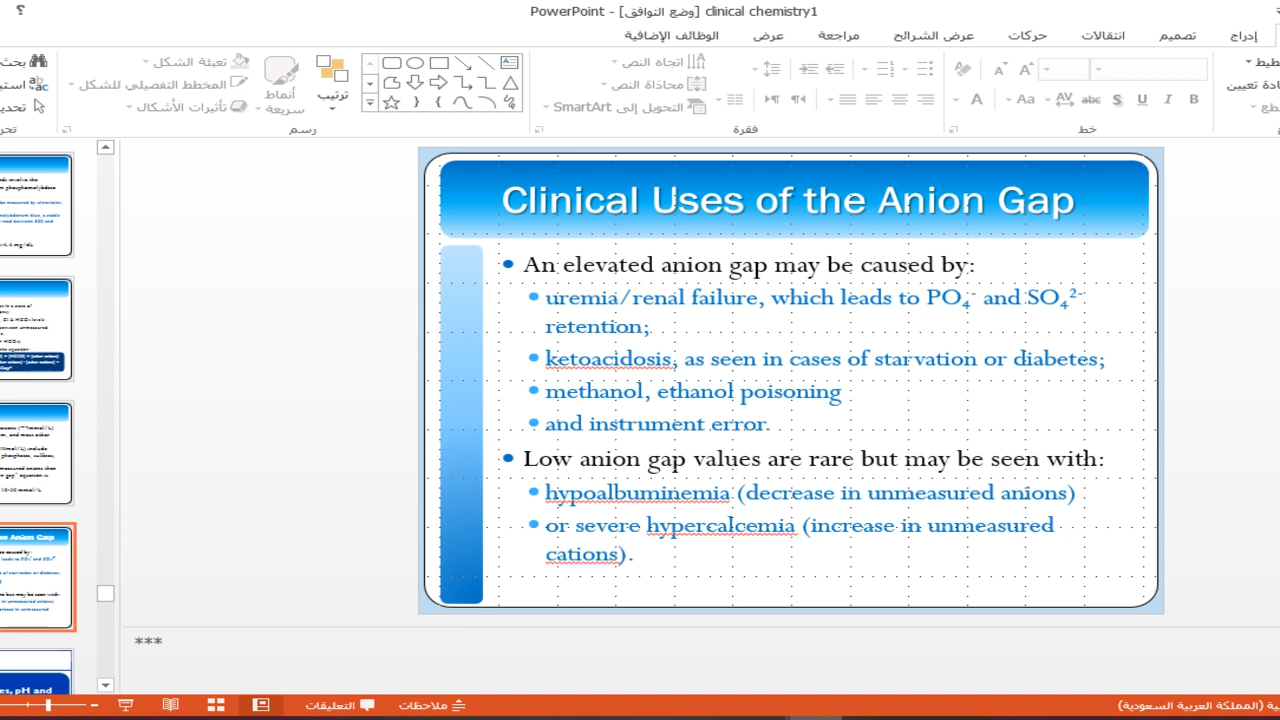 clinical chemistry1 [وضع التوافق] - PowerPoint
؟
إدراج
تصميم
انتقالات
حركات
عرض الشرائح
مراجعة
عرض
الوظائف الإضافية
اتجاه النص
محاذاة النص
التحويل إلى SmartArt
ترتيب
أنماط سريعة
تعبئة الشكل
المخطط التفصيلي للشكل
تأثيرات الأشكال
بحث
B I U S abc AV Aa A
خط
فقرة
رسم
Clinical Uses of the Anion Gap
• An elevated anion gap may be caused by:
• uremia/renal failure, which leads to PO₄⁻ and SO₄²⁻
retention;
• ketoacidosis, as seen in cases of starvation or diabetes;
• methanol, ethanol poisoning
• and instrument error.
• Low anion gap values are rare but may be seen with:
• hypoalbuminemia (decrease in unmeasured anions)
• or severe hypercalcemia (increase in unmeasured
cations).
***
ملاحظات
التعليقات
(المملكة العربية السعودية)